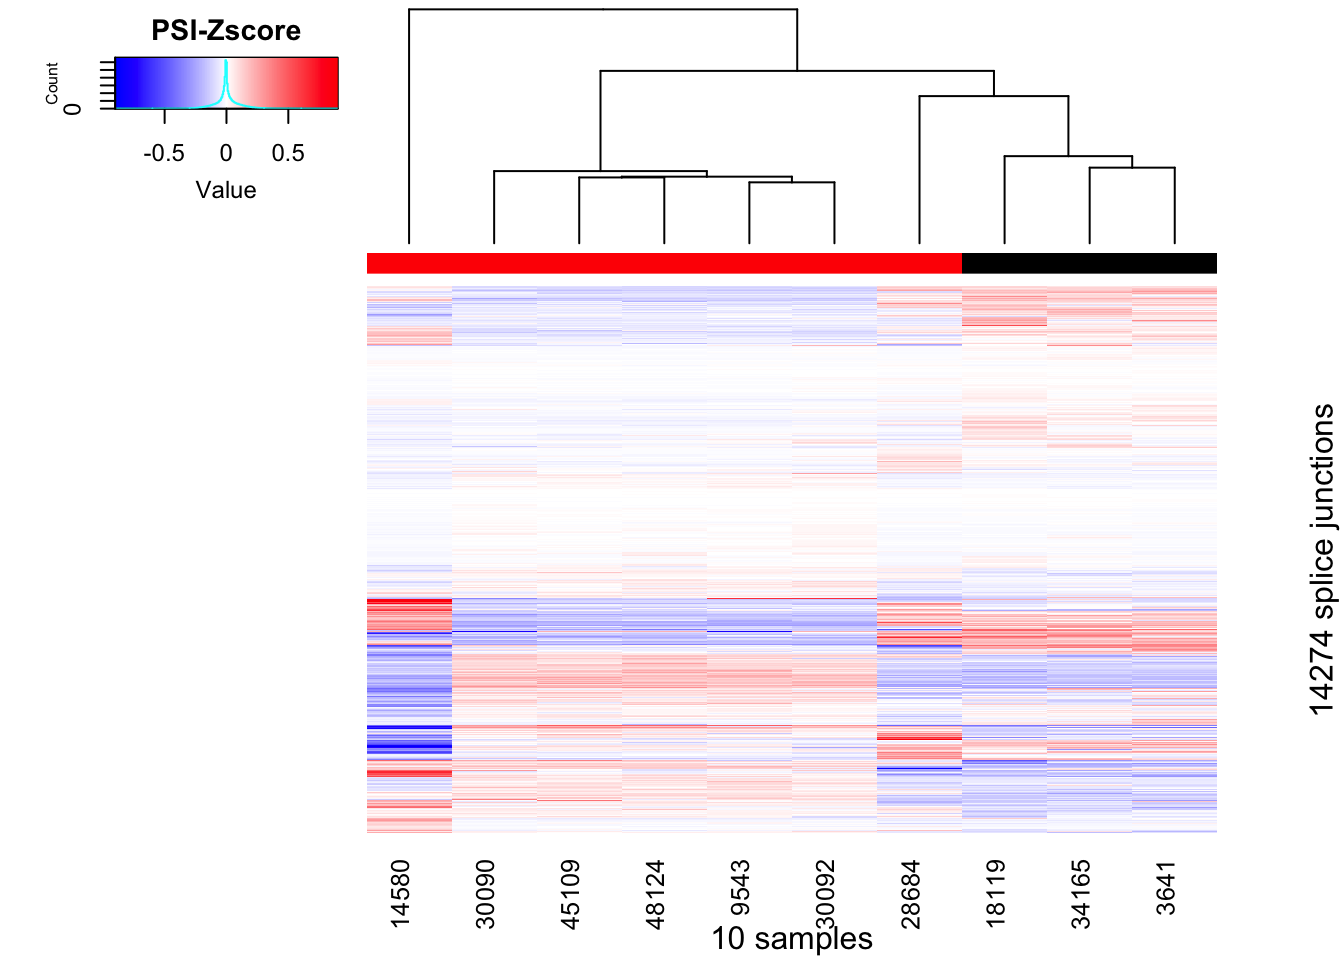 PSI-Zscore
Count
0
-0.5 0 0.5
Value
14580 30090 45109 48124 9543 30092 28684 18119 34165 3641
10 samples
14274 splice junctions